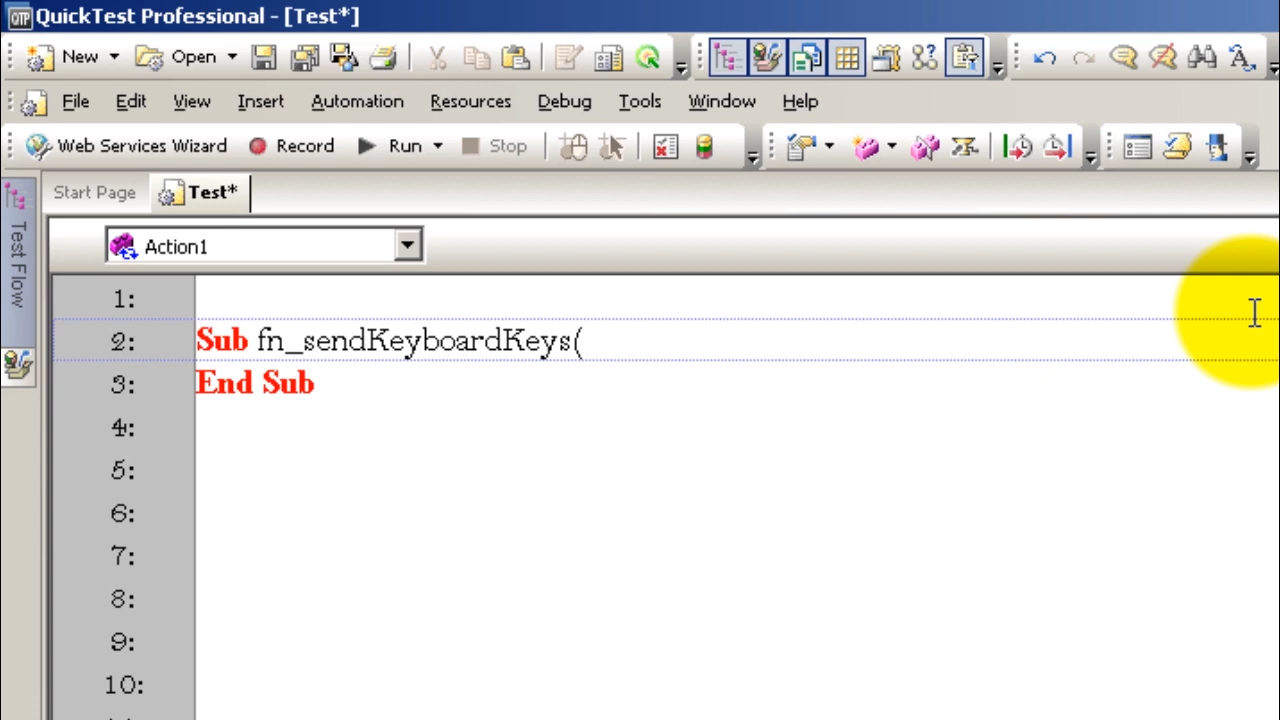 QTP QuickTest Professional - [Test*]
New Open
File Edit View Insert Automation Resources Debug Tools Window Help
Web Services Wizard Record Run Stop
Start Page Test*
Test Flow
Action1
1:
2: Sub fn_sendKeyboardKeys(
3: End Sub
4:
5:
6:
7:
8:
9:
10: